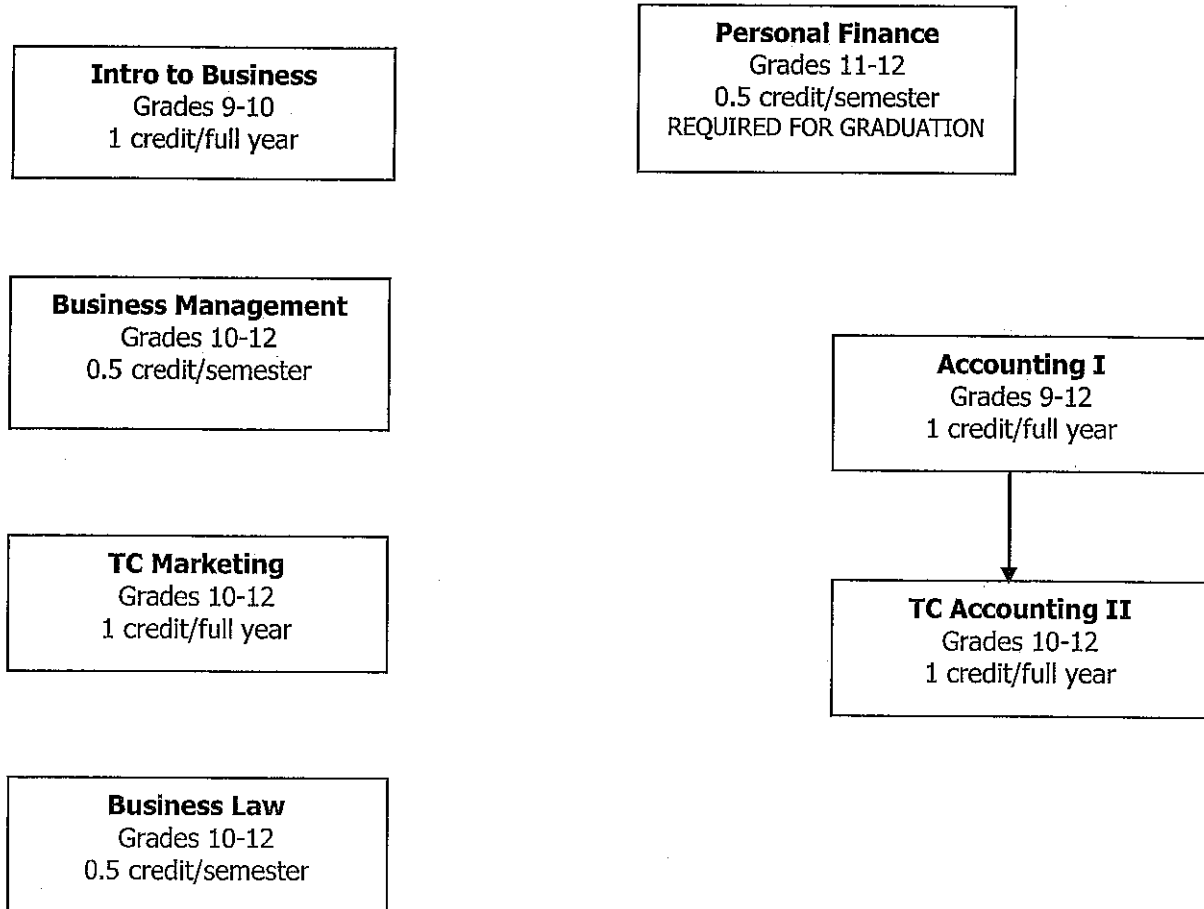 Intro to Business
Grades 9-10
1 credit/full year
Personal Finance
Grades 11-12
0.5 credit/semester
REQUIRED FOR GRADUATION
Business Management
Grades 10-12
0.5 credit/semester
Accounting I
Grades 9-12
1 credit/full year
TC Marketing
Grades 10-12
1 credit/full year
TC Accounting II
Grades 10-12
1 credit/full year
Business Law
Grades 10-12
0.5 credit/semester